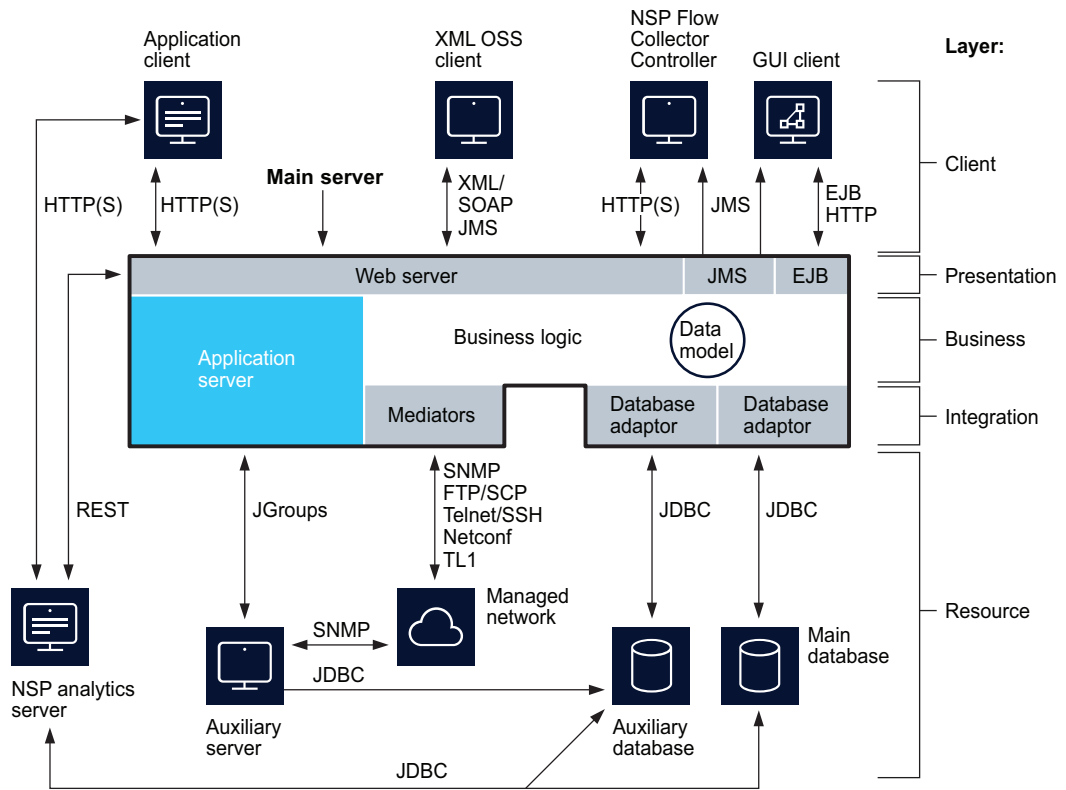 Application
client
XML OSS
client
NSP Flow
Collector
Controller
GUI client
Layer:
Client
HTTP(S)
HTTP(S)
Main server
XML/
SOAP
JMS
HTTP(S)
JMS
EJB
HTTP
Web server
JMS
EJB
Presentation
Application
server
Business logic
Data
model
Business
Mediators
Database
adaptor
Database
adaptor
Integration
REST
JGroups
SNMP
FTP/SCP
Telnet/SSH
Netconf
TL1
JDBC
JDBC
Resource
NSP analytics
server
Auxiliary
server
SNMP
JDBC
Managed
network
Auxiliary
database
Main
database
JDBC